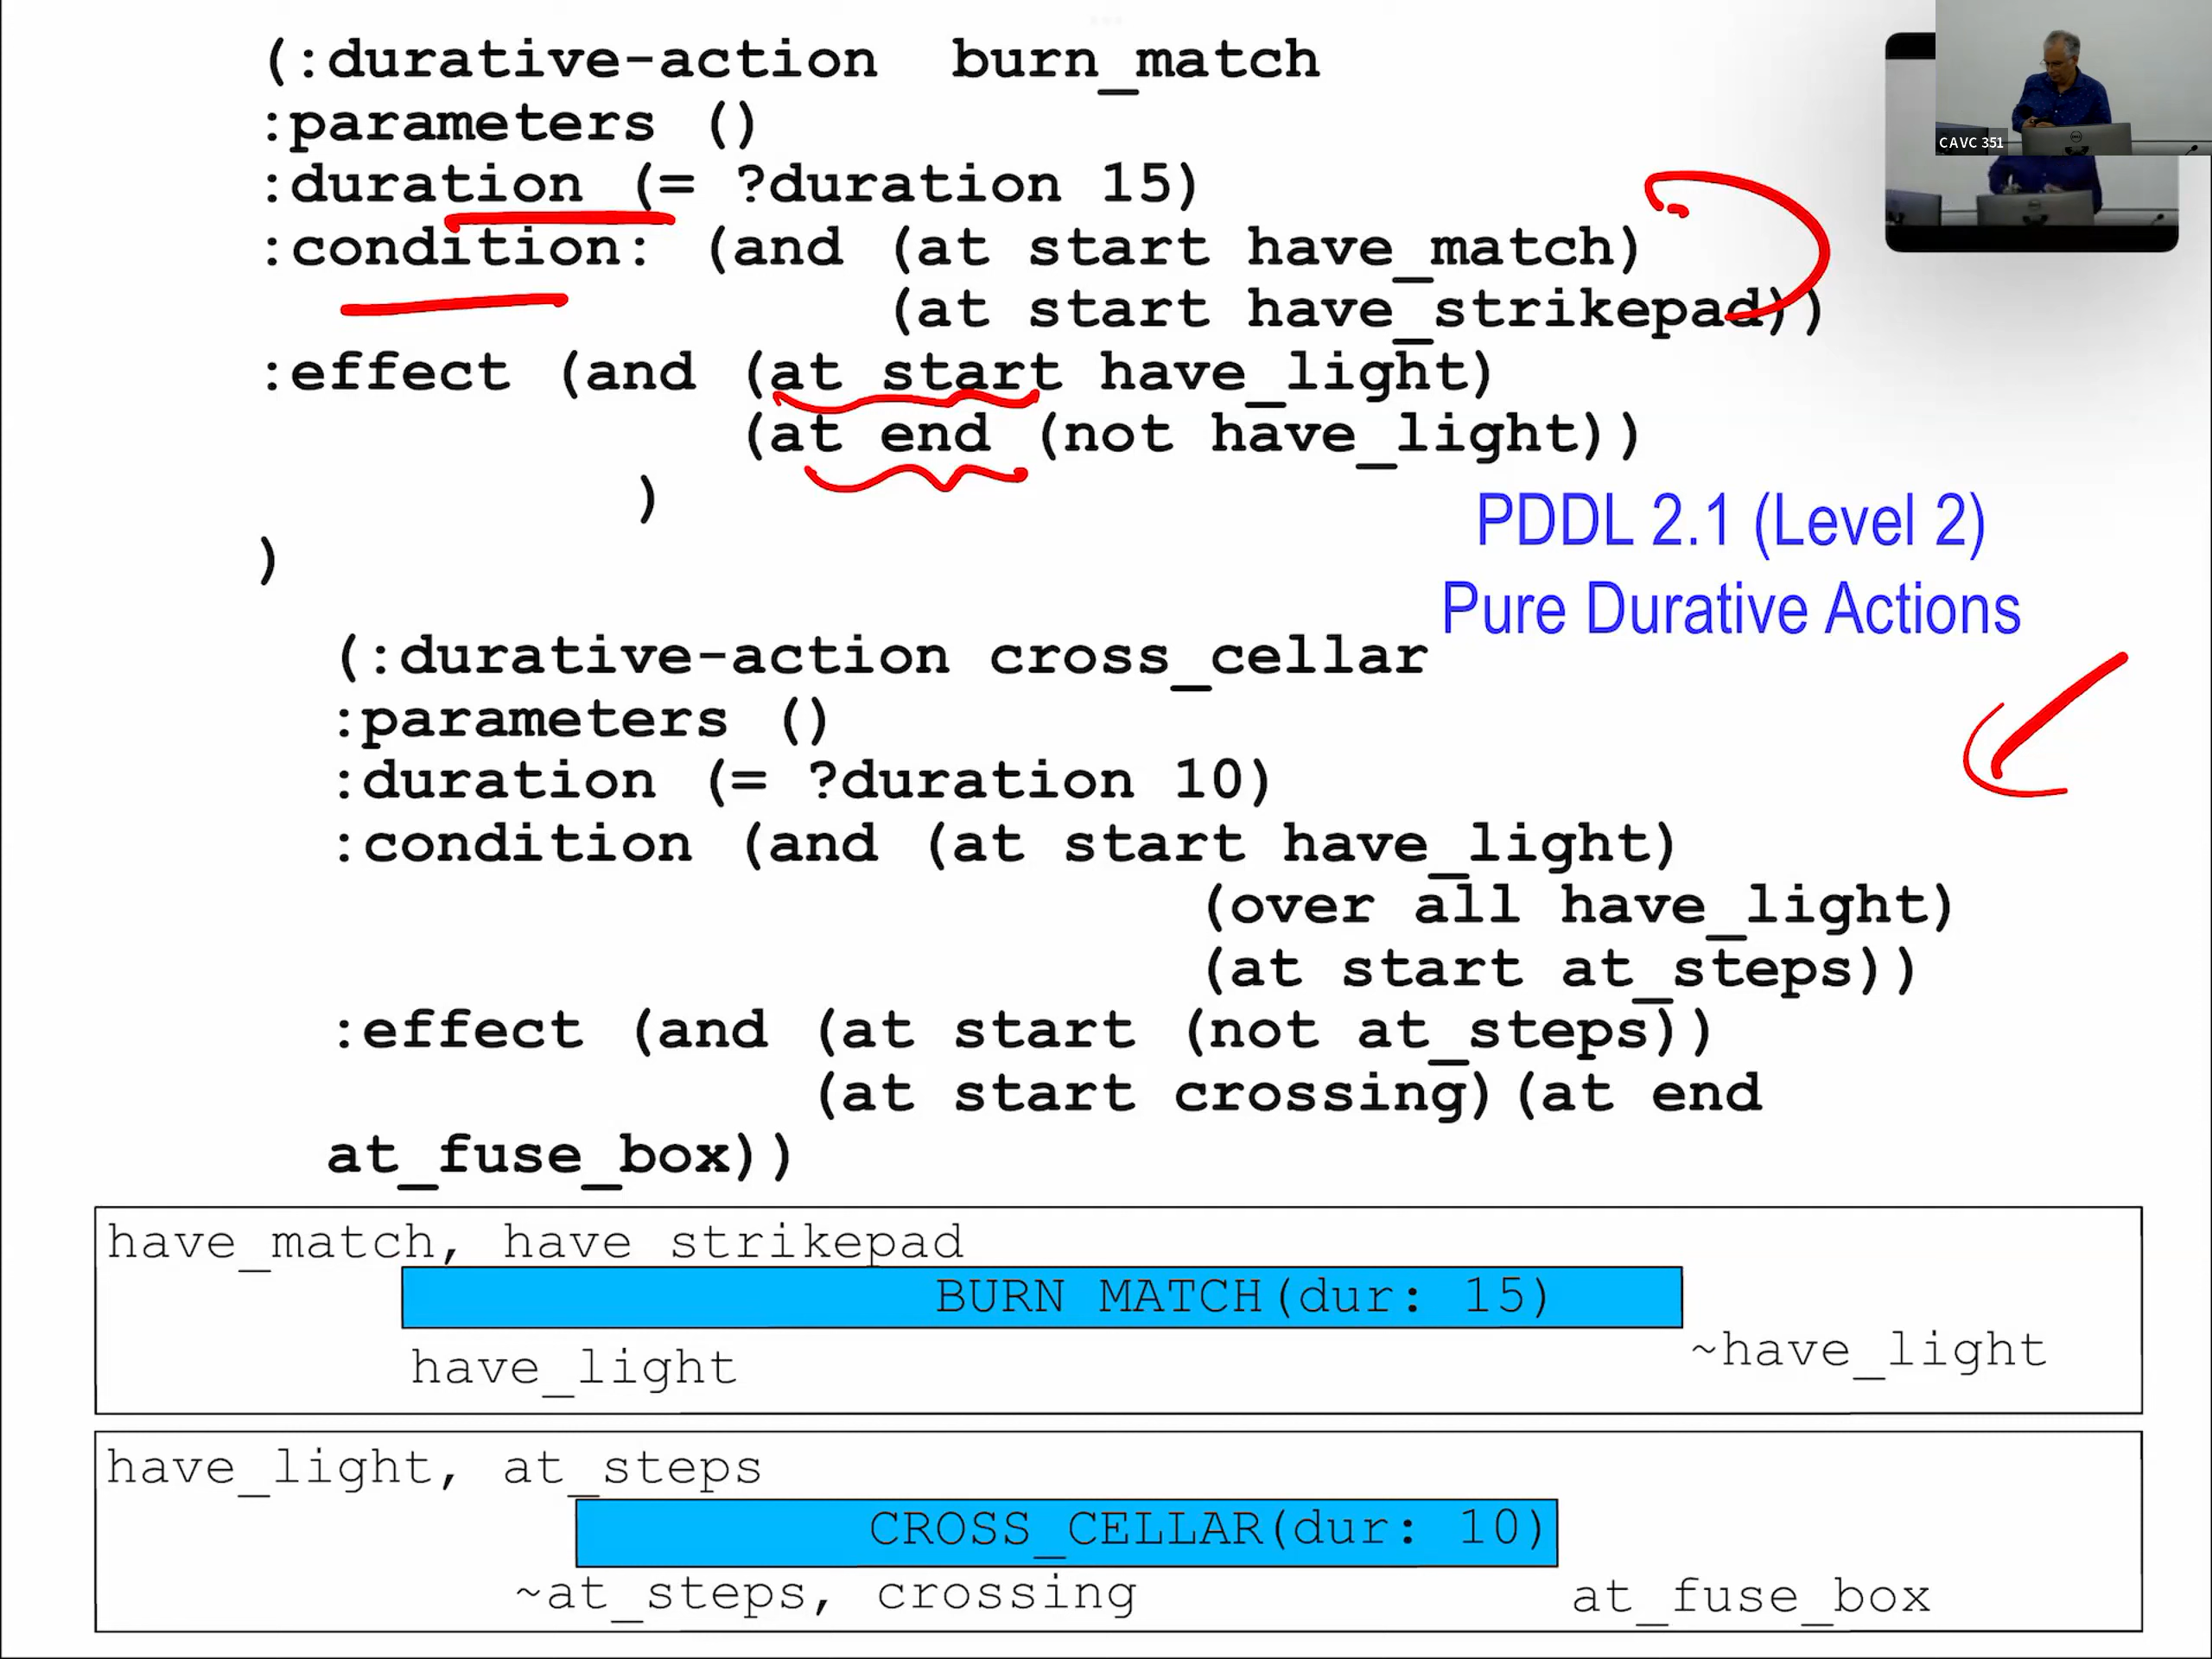 (:durative-action  burn_match
:parameters ()
:duration (= ?duration 15)
:condition: (and (at start have_match)
(at start have_strikepad))
:effect (and (at start have_light)
(at end (not have_light))
)
)
PDDL 2.1 (Level 2)
Pure Durative Actions
(:durative-action cross_cellar
:parameters ()
:duration (= ?duration 10)
:condition (and (at start have_light)
(over all have_light)
(at start at_steps))
:effect (and (at start (not at_steps))
(at start crossing)(at end
at_fuse_box))
have_match, have strikepad
BURN MATCH(dur: 15)
have_light
~have_light
have_light, at_steps
CROSS_CELLAR(dur: 10)
~at_steps, crossing
at_fuse_box
CAVC 351